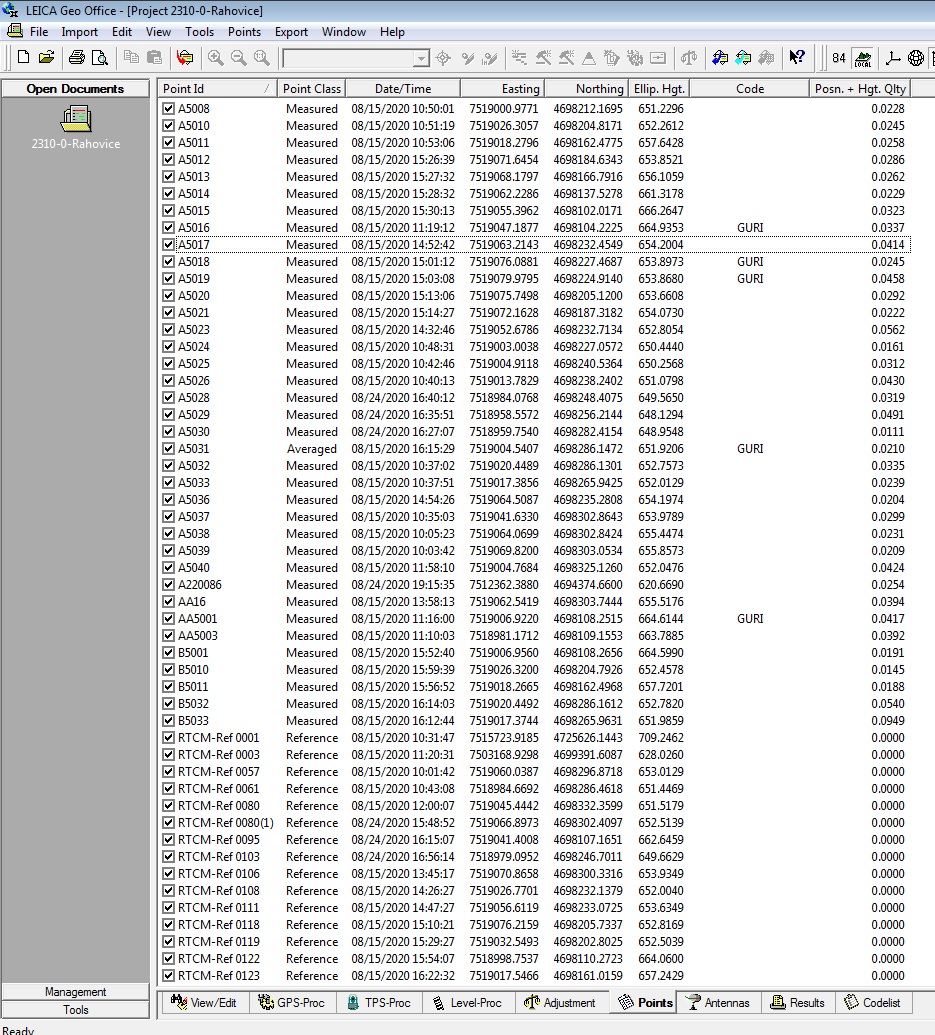 LEICA Geo Office - [Project 2310-0-Rahovice]
File Import Edit View Tools Points Export Window Help
84 LOCAL
Open Documents
2310-0-Rahovice
Point Id / Point Class Date/Time Easting Northing Ellip. Hgt. Code Posn. + Hgt. Qlty
A5008 Measured 08/15/2020 10:50:01 7519000.9771 4698212.1695 651.2296 0.0228
A5010 Measured 08/15/2020 10:51:19 7519026.3057 4698204.8171 652.2612 0.0245
A5011 Measured 08/15/2020 10:53:06 7519018.2796 4698162.4775 657.6428 0.0258
A5012 Measured 08/15/2020 15:26:39 7519071.6454 4698184.6343 653.8521 0.0286
A5013 Measured 08/15/2020 15:27:32 7519068.1797 4698166.7916 656.1059 0.0262
A5014 Measured 08/15/2020 15:28:32 7519062.2286 4698137.5278 661.3178 0.0229
A5015 Measured 08/15/2020 15:30:13 7519055.3962 4698102.0171 666.2647 0.0323
A5016 Measured 08/15/2020 11:19:12 7519047.1877 4698104.2225 664.9353 GURI 0.0337
A5017 Measured 08/15/2020 14:52:42 7519063.2143 4698232.4549 654.2004 0.0414
A5018 Measured 08/15/2020 15:01:12 7519076.0881 4698227.4687 653.8973 GURI 0.0245
A5019 Measured 08/15/2020 15:03:08 7519079.9795 4698224.9140 653.8680 GURI 0.0458
A5020 Measured 08/15/2020 15:13:06 7519075.7498 4698205.1200 653.6608 0.0292
A5021 Measured 08/15/2020 15:14:27 7519072.1628 4698187.3182 654.0730 0.0222
A5023 Measured 08/15/2020 14:32:46 7519052.6786 4698232.7134 652.8054 0.0562
A5024 Measured 08/15/2020 10:48:31 7519003.0038 4698227.0572 650.4440 0.0161
A5025 Measured 08/15/2020 10:42:46 7519004.9118 4698240.5364 650.2568 0.0312
A5026 Measured 08/15/2020 10:40:13 7519013.7829 4698238.2402 651.0798 0.0430
A5028 Measured 08/24/2020 16:40:12 7518984.0768 4698248.4075 649.5650 0.0319
A5029 Measured 08/24/2020 16:35:51 7518958.5572 4698256.2144 648.1294 0.0491
A5030 Measured 08/24/2020 16:27:07 7518959.7540 4698282.4154 648.9548 0.0111
A5031 Averaged 08/15/2020 16:15:29 7519004.5407 4698286.1472 651.9206 GURI 0.0210
A5032 Measured 08/15/2020 10:37:02 7519020.4489 4698286.1301 652.7573 0.0335
A5033 Measured 08/15/2020 10:37:51 7519017.3856 4698265.9425 652.0129 0.0239
A5036 Measured 08/15/2020 14:54:26 7519064.5087 4698235.2808 654.1974 0.0204
A5037 Measured 08/15/2020 10:35:03 7519041.6330 4698302.8643 653.9789 0.0299
A5038 Measured 08/15/2020 10:05:23 7519064.0699 4698302.8424 655.4474 0.0231
A5039 Measured 08/15/2020 10:03:42 7519069.8200 4698303.0534 655.8573 0.0209
A5040 Measured 08/15/2020 11:58:10 7519004.7684 4698325.1260 652.0476 0.0424
A220086 Measured 08/24/2020 19:15:35 7512362.3880 4694374.6600 620.6690 0.0254
AA16 Measured 08/15/2020 13:58:13 7519062.5419 4698303.7444 655.5176 0.0394
AA5001 Measured 08/15/2020 11:16:00 7519006.9220 4698108.2515 664.6144 GURI 0.0417
AA5003 Measured 08/15/2020 11:10:03 7518981.1712 4698109.1553 663.7885 0.0392
B5001 Measured 08/15/2020 15:52:40 7519006.9560 4698108.2656 664.5990 0.0191
B5010 Measured 08/15/2020 15:59:39 7519026.3200 4698204.7926 652.4578 0.0145
B5011 Measured 08/15/2020 15:56:52 7519018.2665 4698162.4968 657.7201 0.0188
B5032 Measured 08/15/2020 16:14:03 7519020.4492 4698286.1612 652.7820 0.0540
B5033 Measured 08/15/2020 16:12:44 7519017.3744 4698265.9631 651.9859 0.0949
RTCM-Ref 0001 Reference 08/15/2020 10:31:47 7515723.9185 4725626.1443 709.2462 0.0000
RTCM-Ref 0003 Reference 08/15/2020 11:20:31 7503168.9298 4699391.6087 628.0260 0.0000
RTCM-Ref 0057 Reference 08/15/2020 10:01:42 7519060.0387 4698296.8718 653.0129 0.0000
RTCM-Ref 0061 Reference 08/15/2020 10:43:08 7518984.6692 4698286.4618 651.4469 0.0000
RTCM-Ref 0080 Reference 08/15/2020 12:00:07 7519045.4442 4698332.3599 651.5179 0.0000
RTCM-Ref 0080(1) Reference 08/24/2020 15:48:52 7519066.8973 4698302.4097 652.5139 0.0000
RTCM-Ref 0095 Reference 08/24/2020 16:15:07 7519041.4008 4698107.1651 662.6459 0.0000
RTCM-Ref 0103 Reference 08/24/2020 16:56:14 7518979.0952 4698246.7011 649.6629 0.0000
RTCM-Ref 0106 Reference 08/15/2020 13:45:17 7519070.8658 4698300.3316 653.9349 0.0000
RTCM-Ref 0108 Reference 08/15/2020 14:26:27 7519026.7701 4698232.1379 652.0040 0.0000
RTCM-Ref 0111 Reference 08/15/2020 14:47:27 7519056.6119 4698233.0725 653.6349 0.0000
RTCM-Ref 0118 Reference 08/15/2020 15:10:21 7519076.2159 4698205.7337 652.8169 0.0000
RTCM-Ref 0119 Reference 08/15/2020 15:29:27 7519032.5493 4698202.8025 652.5039 0.0000
RTCM-Ref 0122 Reference 08/15/2020 15:54:07 7518998.7537 4698110.2723 664.0600 0.0000
RTCM-Ref 0123 Reference 08/15/2020 16:22:32 7519017.5466 4698161.0159 657.2429 0.0000
Management
Tools
View/Edit GPS-Proc TPS-Proc Level-Proc Adjustment Points Antennas Results Codelist
Ready